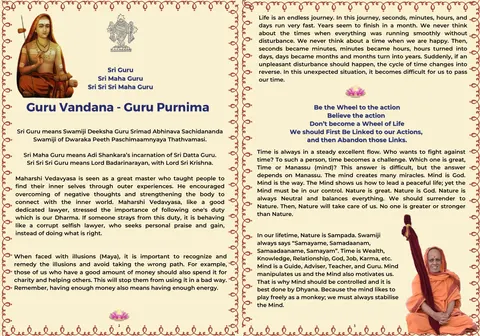 Sri Guru
Sri Maha Guru
Sri Sri Sri Maha Guru
Guru Vandana - Guru Purnima
Sri Guru means Swamiji Deeksha Guru Srimad Abhinava Sachidananda
Swamiji of Dwaraka Peeth Paschimaamnyaya Thathvamasi.
Sri Maha Guru means Adi Shankara's incarnation of Sri Datta Guru.
Sri Sri Sri Guru means Lord Badarinarayan, with Lord Sri Krishna.
Maharshi Vedavyasa is seen as a great master who taught people to
find their inner selves through outer experiences. He encouraged
overcoming of negative thoughts and strengthening the body to
connect with the inner world. Maharshi Vedavyasa, like a good
dedicated lawyer, stressed the importance of following one's duty
which is our Dharma. If someone strays from this duty, it is behaving
like a corrupt selfish lawyer, who seeks personal praise and gain,
instead of doing what is right.
When faced with illusions (Maya), it is important to recognize and
remedy the illusions and avoid taking the wrong path. For example,
those of us who have a good amount of money should also spend it for
charity and helping others. This will stop them from using it in a bad way.
Remember, having enough money also means having enough energy.
Life is an endless journey. In this journey, seconds, minutes, hours, and
days run very fast. Years seem to finish in a month. We never think
about the times when everything was running smoothly without
disturbance. We never think about a time when we are happy. Then,
seconds became minutes, minutes became hours, hours turned into
days, days became months and months turn into years. Suddenly, if an
unpleasant disturbance should happen, the cycle of time changes into
reverse. In this unexpected situation, it becomes difficult for us to pass
our time.
Be the Wheel to the action
Believe the action
Don't become a Wheel of Life
We should First Be Linked to our Actions,
and then Abandon those Links.
Time is always in a steady excellent flow. Who wants to fight against
time? To such a person, time becomes a challenge. Which one is great,
Time or Manassu (mind)? This answer is difficult, but the answer
depends on Manassu. The mind creates many miracles. Mind is God.
Mind is the way. The Mind shows us how to lead a peaceful life; yet the
Mind must be in our control. Nature is great. Nature is God. Nature is
always Neutral and balances everything. We should surrender to
Nature. Then, Nature will take care of us. No one is greater or stronger
than Nature.
In our lifetime, Nature is Sampada. Swamiji
always says "Samayame, Samadaanam,
Samaadaname, Samayam". Time is Wealth,
Knowledge, Relationship, God, Job, Karma, etc.
Mind is a Guide, Adviser, Teacher, and Guru. Mind
manipulates us and the Mind also motivates us.
That is why Mind should be controlled and it is
best done by Dhyana. Because the mind likes to
play freely as a monkey; we must always stabilise
the Mind.